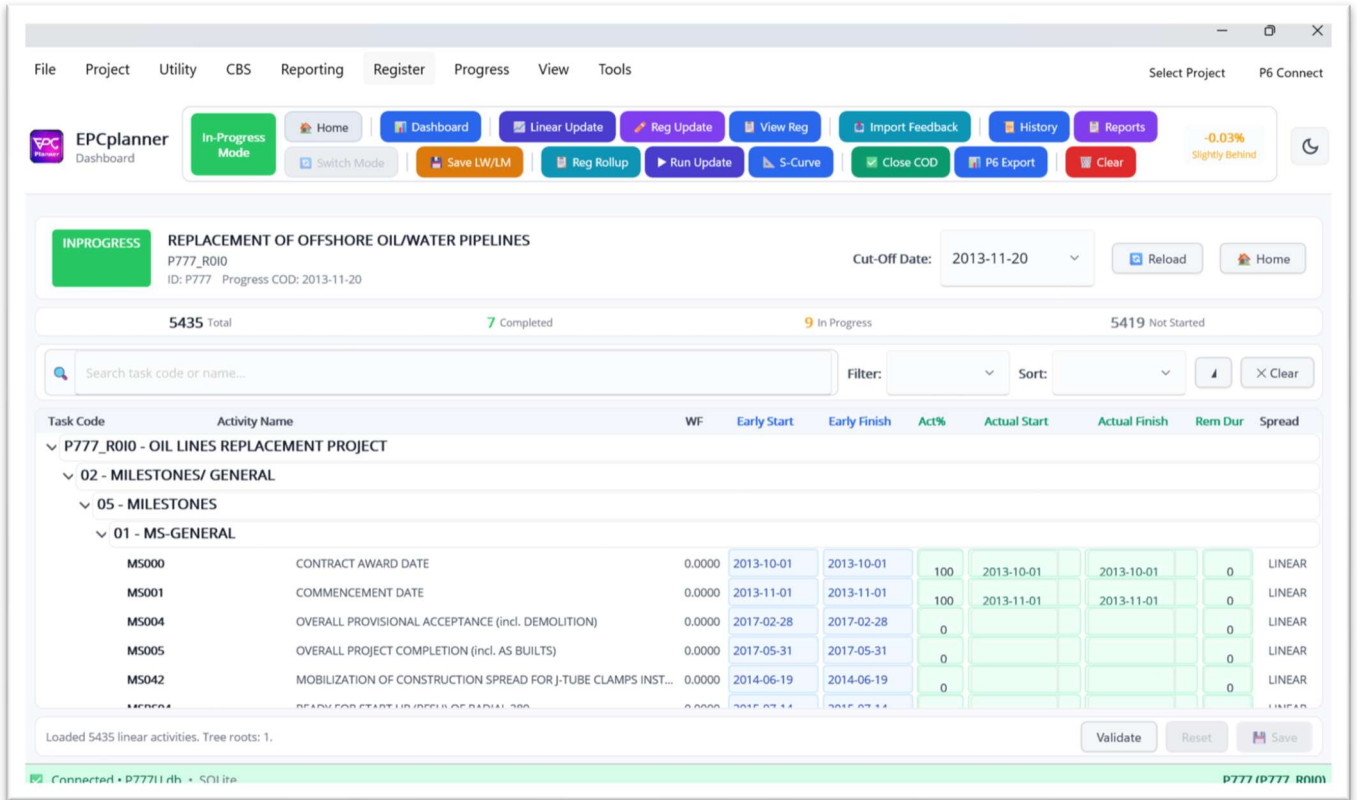 File Project Utility CBS Reporting Register Progress View Tools Select Project P6 Connect
EPC Planner
EPCplanner
Dashboard
In-Progress Mode
Home Dashboard Linear Update Reg Update View Reg Import Feedback History Reports
Switch Mode Save LW/LM Reg Rollup Run Update S-Curve Close COD P6 Export Clear
-0.03%
Slightly Behind
INPROGRESS
REPLACEMENT OF OFFSHORE OIL/WATER PIPELINES
P777_R0I0
ID: P777 Progress COD: 2013-11-20
Cut-Off Date: 2013-11-20 Reload Home
5435 Total 7 Completed 9 In Progress 5419 Not Started
Search task code or name... Filter: Sort: Clear
Task Code Activity Name WF Early Start Early Finish Act% Actual Start Actual Finish Rem Dur Spread
P777_R0I0 - OIL LINES REPLACEMENT PROJECT
02 - MILESTONES/ GENERAL
05 - MILESTONES
01 - MS-GENERAL
MS000 CONTRACT AWARD DATE 0.0000 2013-10-01 2013-10-01 100 2013-10-01 2013-10-01 0 LINEAR
MS001 COMMENCEMENT DATE 0.0000 2013-11-01 2013-11-01 100 2013-11-01 2013-11-01 0 LINEAR
MS004 OVERALL PROVISIONAL ACCEPTANCE (incl. DEMOLITION) 0.0000 2017-02-28 2017-02-28 0 0 LINEAR
MS005 OVERALL PROJECT COMPLETION (incl. AS BUILTS) 0.0000 2017-05-31 2017-05-31 0 0 LINEAR
MS042 MOBILIZATION OF CONSTRUCTION SPREAD FOR J-TUBE CLAMPS INST... 0.0000 2014-06-19 2014-06-19 0 0 LINEAR
Loaded 5435 linear activities. Tree roots: 1. Validate Reset Save
Connected • P777LI.db • SQLite P777 (P777_R0I0)